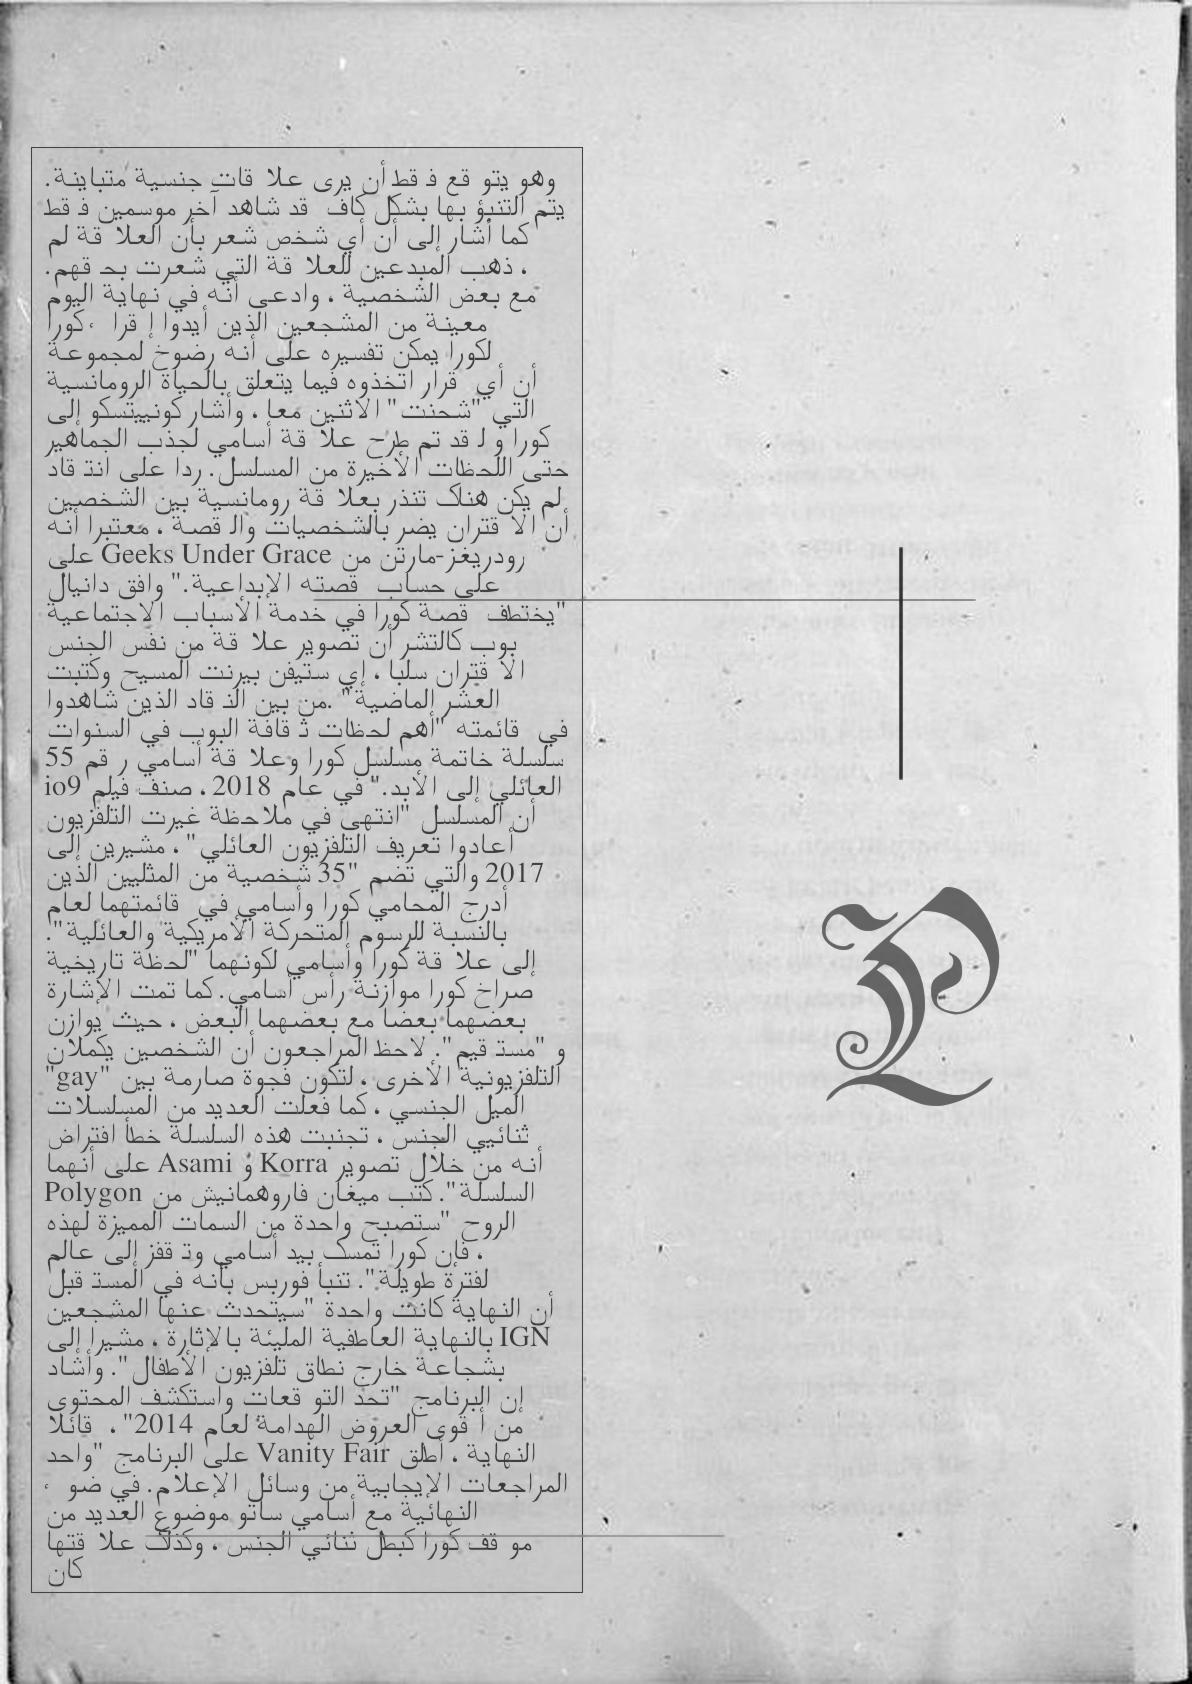 وهو يتو قع ف قط أن يرى علا قات جنسية متباينة.
يتم التنبؤ بها بشكل كاف قد شاهد آخر موسمين ف قط
كما أشار إلى أن أي شخص شعر بأن العلا قة لم
، ذهب المبدعين للعلا قة التي شعرت بح قهم.
مع بعض الشخصية ، وادعى أنه في نهاية اليوم
معينة من المشجعين الذين أيدوا إ قرا ء كورا
لكورا يمكن تفسيره على أنه رضوخ لمجموعة
أن أي قرار اتخذوه فيما يتعلق بالحياة الرومانسية
التي "شحنت" الاثنين معا ، وأشار كونييتسكو إلى
كورا و ل قد تم طرح علا قة أسامي لجذب الجماهير
حتى اللحظات الأخيرة من المسلسل. ردا على انت قاد
لم يكن هناك تنذر بعلا قة رومانسية بين الشخصين
أن الا قتران يضر بالشخصيات وال قصة ، معتبرا أنه
رودريغز-مارتن من Geeks Under Grace على
على حساب قصته الإبداعية." وافق دانيال
"يختطف قصة كورا في خدمة الأسباب الاجتماعية
بوب كالتشر أن تصوير علا قة من نفس الجنس
الا قتران سلبا ، إي ستيفن بيرنت المسيح وكتبت
العشر الماضية" .من بين الن قاد الذين شاهدوا
في قائمته "أهم لحظات ث قافة البوب في السنوات
سلسلة خاتمة مسلسل كورا وعلا قة أسامي ر قم 55
العائلي إلى الأبد." في عام 2018 ، صنف فيلم io9
أن المسلسل "انتهى في ملاحظة غيرت التلفزيون
أعادوا تعريف التلفزيون العائلي" ، مشيرين إلى
2017 والتي تضم "35 شخصية من المثليين الذين
أدرج المحامي كورا وأسامي في قائمتهما لعام
بالنسبة للرسوم المتحركة الأمريكية والعائلية".
إلى علا قة كورا وأسامي لكونهما "لحظة تاريخية
صراخ كورا موازنة رأس أسامي. كما تمت الإشارة
بعضهما بعضا مع بعضهما البعض ، حيث يوازن
و "مست قيم". لاحظ المراجعون أن الشخصين يكملان
التلفزيونية الأخرى ، لتكون فجوة صارمة بين "gay"
الميل الجنسي ، كما فعلت العديد من المسلسلات
ثنائيي الجنس ، تجنبت هذه السلسلة خطأ افتراض
أنه من خلال تصوير Korra و Asami على أنهما
السلسلة". كتب ميغان فاروهمانيش من Polygon
الروح "ستصبح واحدة من السمات المميزة لهذه
، فإن كورا تمسك بيد أسامي وت قفز إلى عالم
لفترة طويلة". تنبأ فوربس بأنه في المست قبل
أن النهاية كانت واحدة "سيتحدث عنها المشجعين
IGN بالنهاية العاطفية المليئة بالإثارة ، مشيرا إلى
بشجاعة خارج نطاق تلفزيون الأطفال". وأشاد
إن البرنامج "تحد التو قعات واستكشف المحتوى
من أ قوى العروض الهدامة لعام 2014" ، قائلا
النهاية ، أطلق Vanity Fair على البرنامج "واحد
المراجعات الإيجابية من وسائل الإعلام. في ضو ء
النهائية مع أسامي ساتو موضوع العديد من
مو قف كورا كبطل ثنائي الجنس ، وكذلك علا قتها
كان